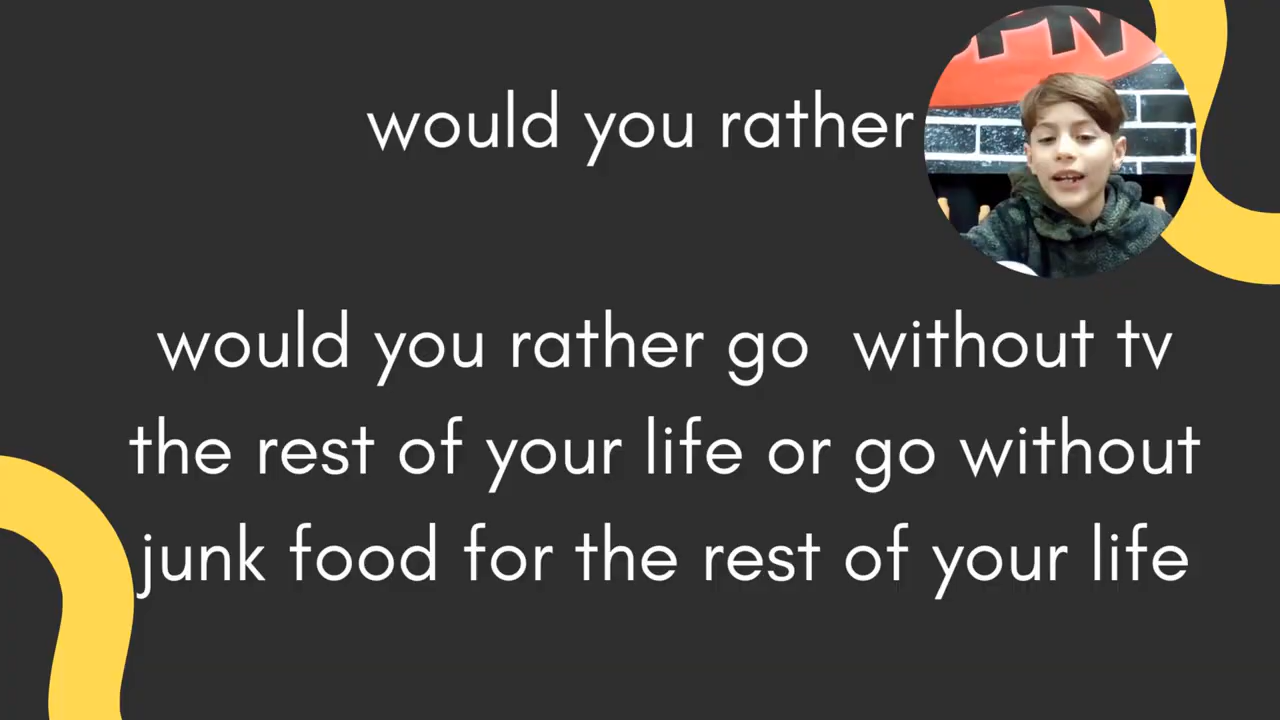 would you rather
would you rather go without tv
the rest of your life or go without
junk food for the rest of your life